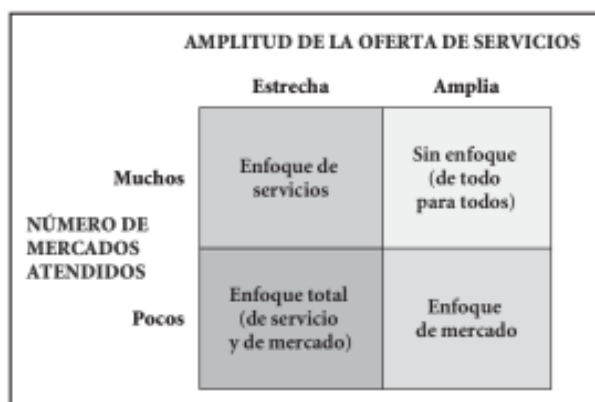 AMPLITUD DE LA OFERTA DE SERVICIOS
Estrecha Amplia
Muchos
Enfoque de
servicios
Sin enfoque
(de todo
para todos)
NÚMERO DE
MERCADOS
ATENDIDOS
Pocos
Enfoque total
(de servicio
y de mercado)
Enfoque
de mercado